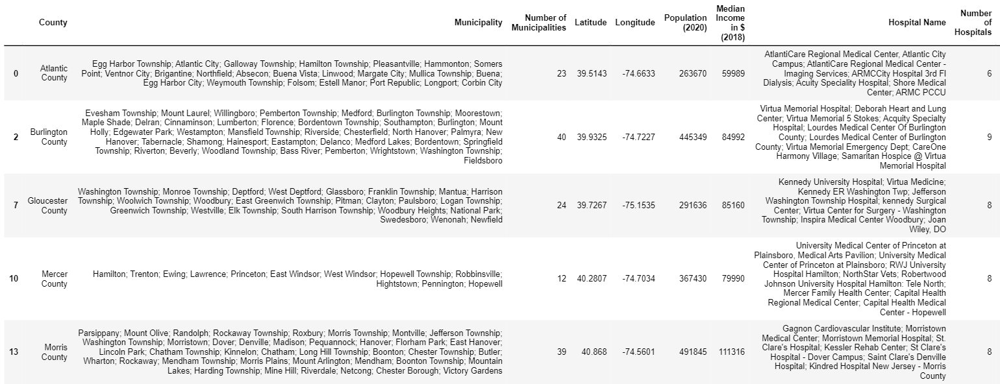 County Municipality Number of Municipalities Latitude Longitude Population (2020) Median Income in $ (2018) Hospital Name Number of Hospitals
0 Atlantic County
Egg Harbor Township; Atlantic City; Galloway Township; Hamilton Township; Pleasantville; Hammonton; Somers
Point; Ventnor City; Brigantine; Northfield; Absecon; Buena Vista; Linwood; Margate City; Mullica Township; Buena;
Egg Harbor City; Weymouth Township; Folsom; Estell Manor; Port Republic; Longport; Corbin City
23 39.5143 -74.6633 263670 59989
AtlantiCare Regional Medical Center, Atlantic City
Campus; AtlantiCare Regional Medical Center -
Imaging Services; ARMCCity Hospital 3rd Fl
Dialysis; Acuity Speciality Hospital; Shore Medical
Center; ARMC PCCU
6
2 Burlington County
Evesham Township; Mount Laurel; Willingboro; Pemberton Township; Medford; Burlington Township; Moorestown;
Maple Shade; Delran; Cinnaminson; Lumberton; Florence; Bordentown Township; Southampton; Burlington; Mount
Holly; Edgewater Park; Westampton; Mansfield Township; Riverside; Chesterfield; North Hanover; Palmyra; New
Hanover; Tabernacle; Shamong; Hainesport; Eastampton; Delanco; Medford Lakes; Bordentown; Springfield
Township; Riverton; Beverly; Woodland Township; Bass River; Pemberton; Wrightstown; Washington Township;
Fieldsboro
40 39.9325 -74.7227 445349 84992
Virtua Memorial Hospital; Deborah Heart and Lung
Center; Virtua Memorial 5 Stokes; Acquity Specialty
Hospital; Lourdes Medical Center Of Burlington
County; Lourdes Medical Center of Burlington
County; Virtua Memorial Emergency Dept; CareOne
Harmony Village; Samaritan Hospice @ Virtua
Memorial Hospital
9
7 Gloucester County
Washington Township; Monroe Township; Deptford; West Deptford; Glassboro; Franklin Township; Mantua; Harrison
Township; Woolwich Township; Woodbury; East Greenwich Township; Pitman; Clayton; Paulsboro; Logan Township;
Greenwich Township; Westville; Elk Township; South Harrison Township; Woodbury Heights; National Park;
Swedesboro; Wenonah; Newfield
24 39.7267 -75.1535 291636 85160
Kennedy University Hospital; Virtua Medicine;
Kennedy ER Washington Twp; Jefferson
Washington Township Hospital; kennedy Surgical
Center; Virtua Center for Surgery - Washington
Township; Inspira Medical Center Woodbury; Joan
Wiley, DO
8
10 Mercer County
Hamilton; Trenton; Ewing; Lawrence; Princeton; East Windsor; West Windsor; Hopewell Township; Robbinsville;
Hightstown; Pennington; Hopewell
12 40.2807 -74.7034 367430 79990
University Medical Center of Princeton at
Plainsboro, Medical Arts Pavilion; University Medical
Center of Princeton at Plainsboro; RWJ University
Hospital Hamilton; NorthStar Vets; Robertwood
Johnson University Hospital Hamilton: Tele North;
Mercer Family Health Center; Capital Health
Regional Medical Center; Capital Health Medical
Center - Hopewell
8
13 Morris County
Parsippany; Mount Olive; Randolph; Rockaway Township; Roxbury; Morris Township; Montville; Jefferson Township;
Washington Township; Morristown; Dover; Denville; Madison; Pequannock; Hanover; Florham Park; East Hanover;
Lincoln Park; Chatham Township; Kinnelon; Chatham; Long Hill Township; Boonton; Chester Township; Butler;
Wharton; Rockaway; Mendham Township; Morris Plains; Mount Arlington; Mendham; Boonton Township; Mountain
Lakes; Harding Township; Mine Hill; Riverdale; Netcong; Chester Borough; Victory Gardens
39 40.868 -74.5601 491845 111316
Gagnon Cardiovascular Institute; Morristown
Medical Center; Morristown Memorial Hospital; St.
Clare's Hospital; Kessler Rehab Center; St Clare's
Hospital - Dover Campus; Saint Clare's Denville
Hospital; Kindred Hospital New Jersey - Morris
County
8